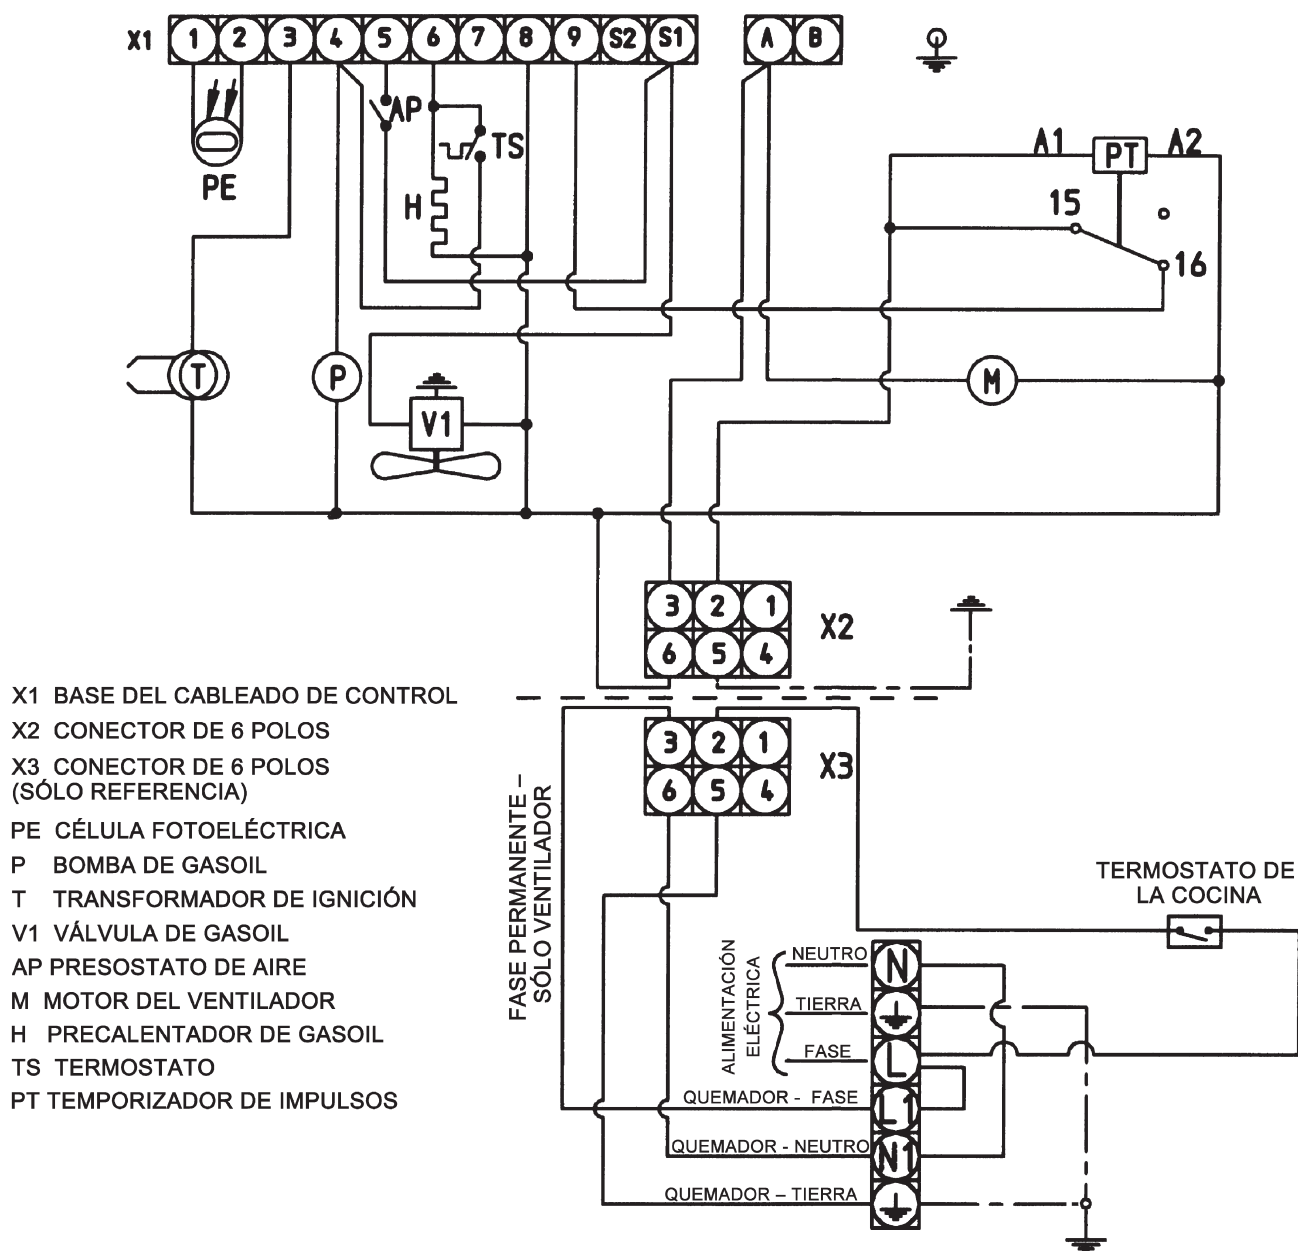 X1 1 2 3 4 5 6 7 8 9 S2 S1 A B
AP
TS
PE
H
A1 PT A2
15
16
T
P
M
V1
3 2 1
6 5 4
X2
X1 BASE DEL CABLEADO DE CONTROL
X2 CONECTOR DE 6 POLOS
X3 CONECTOR DE 6 POLOS
(SÓLO REFERENCIA)
PE CÉLULA FOTOELÉCTRICA
P BOMBA DE GASOIL
T TRANSFORMADOR DE IGNICIÓN
V1 VÁLVULA DE GASOIL
AP PRESOSTATO DE AIRE
M MOTOR DEL VENTILADOR
H PRECALENTADOR DE GASOIL
TS TERMOSTATO
PT TEMPORIZADOR DE IMPULSOS
3 2 1
6 5 4
X3
FASE PERMANENTE –
SÓLO VENTILADOR
TERMOSTATO DE
LA COCINA
ALIMENTACIÓN
ELÉCTRICA
NEUTRO N
TIERRA
FASE L
QUEMADOR - FASE L1
QUEMADOR - NEUTRO N1
QUEMADOR – TIERRA